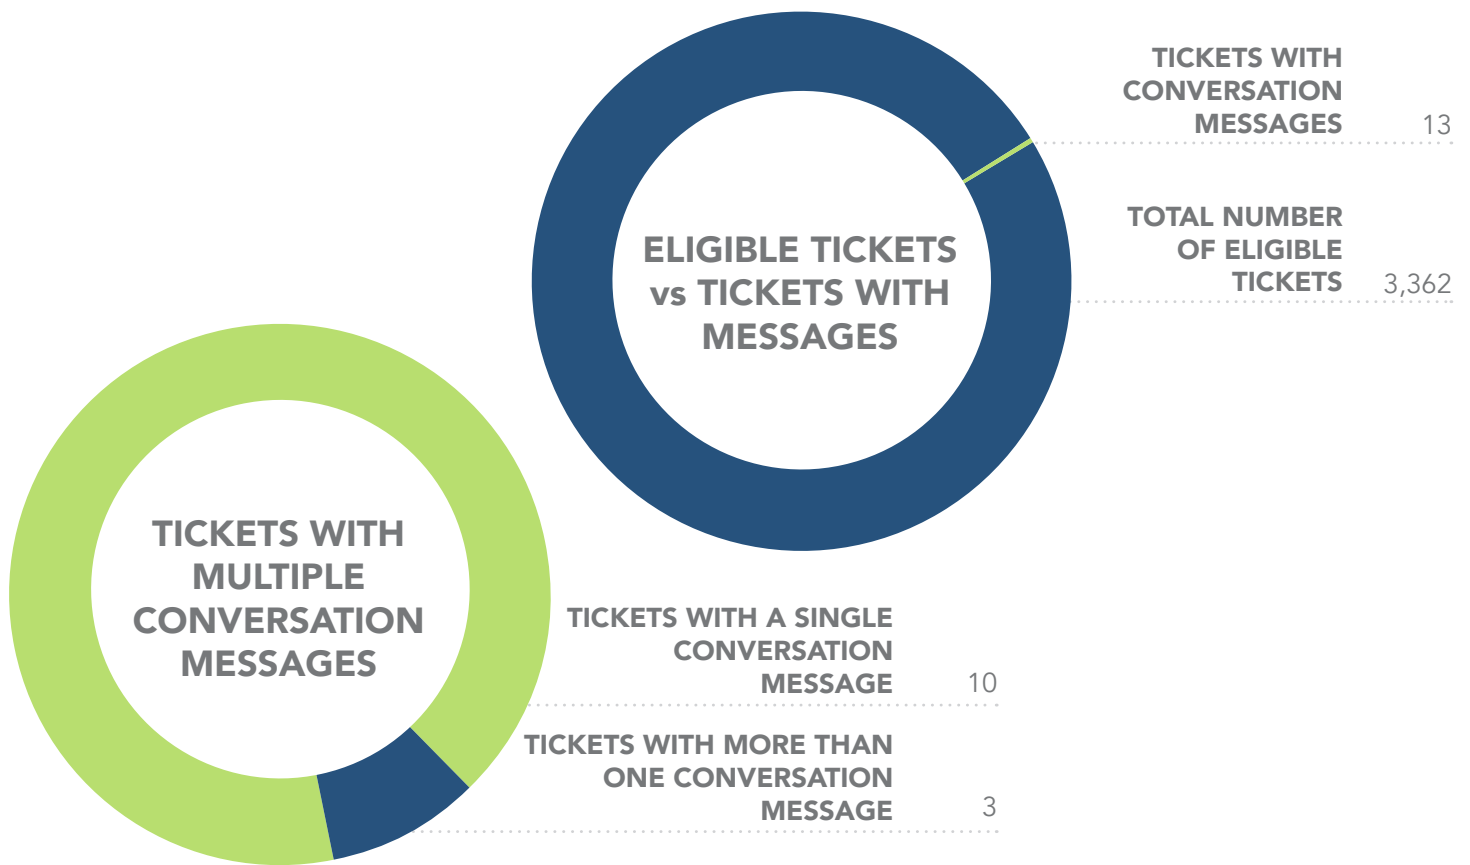 TICKETS WITH
CONVERSATION
MESSAGES 13
TOTAL NUMBER
OF ELIGIBLE
TICKETS 3,362
ELIGIBLE TICKETS
vs TICKETS WITH
MESSAGES
TICKETS WITH
MULTIPLE
CONVERSATION
MESSAGES
TICKETS WITH A SINGLE
CONVERSATION
MESSAGE 10
TICKETS WITH MORE THAN
ONE CONVERSATION
MESSAGE 3